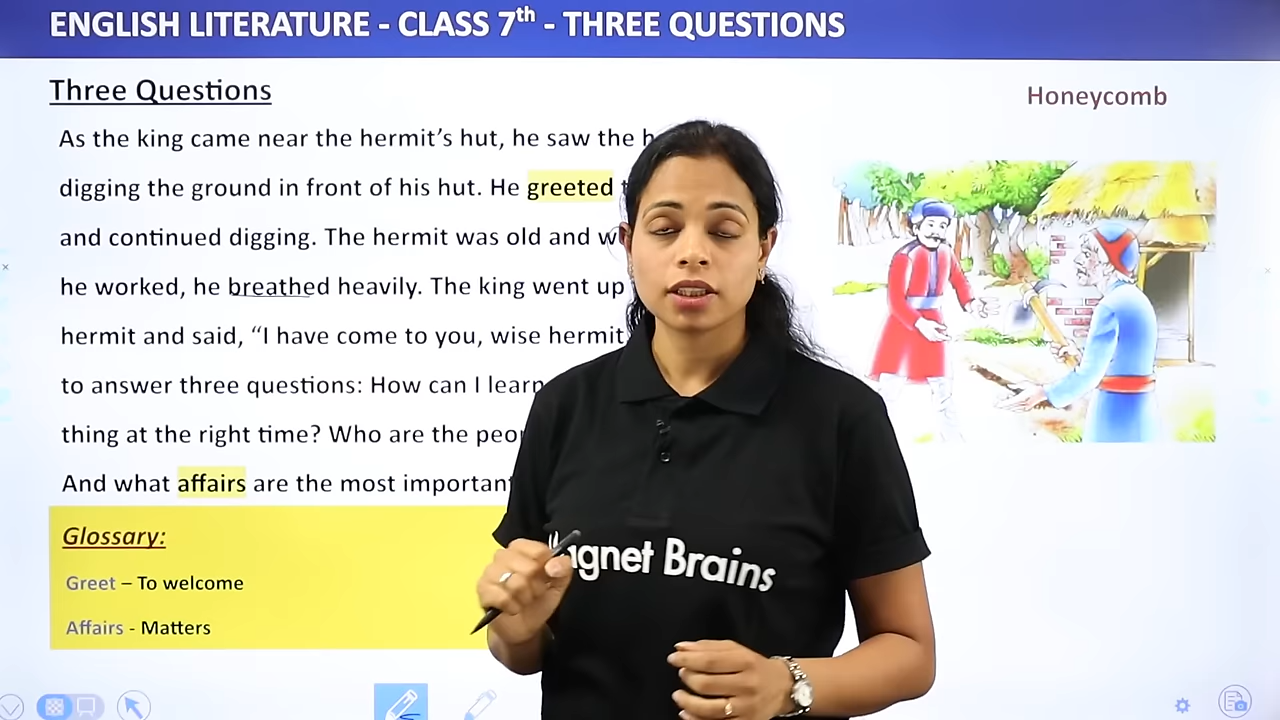 ENGLISH LITERATURE - CLASS 7th - THREE QUESTIONS
Three Questions
Honeycomb
As the king came near the hermit's hut, he saw the
digging the ground in front of his hut. He greeted
and continued digging. The hermit was old and
he worked, he breathed heavily. The king went up
hermit and said, "I have come to you, wise hermit
to answer three questions: How can I learn
thing at the right time? Who are the
And what affairs are the most important
Glossary:
Greet – To welcome
Affairs - Matters
Magnet Brains